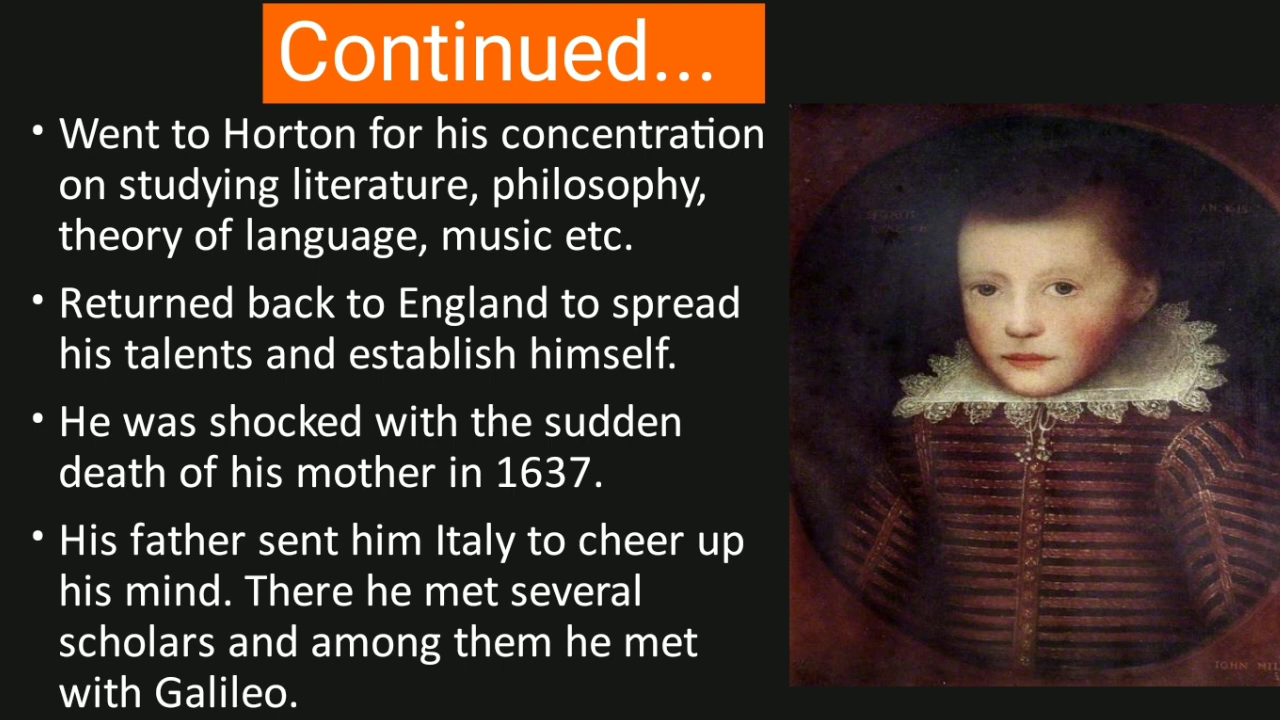 Continued...
• Went to Horton for his concentration
on studying literature, philosophy,
theory of language, music etc.
• Returned back to England to spread
his talents and establish himself.
• He was shocked with the sudden
death of his mother in 1637.
• His father sent him Italy to cheer up
his mind. There he met several
scholars and among them he met
with Galileo.
JOHN MIL